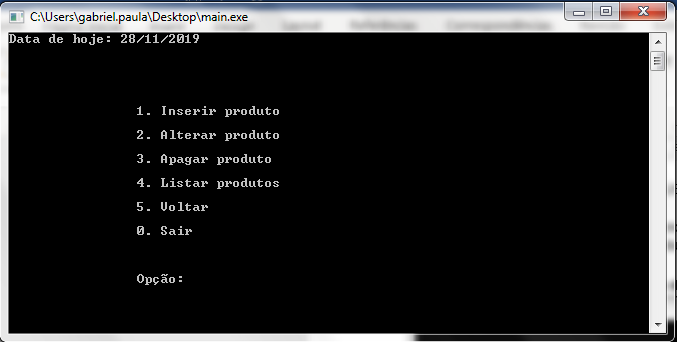 C:\Users\gabriel.paula\Desktop\main.exe
Data de hoje: 28/11/2019
1. Inserir produto
2. Alterar produto
3. Apagar produto
4. Listar produtos
5. Voltar
0. Sair
Opção: